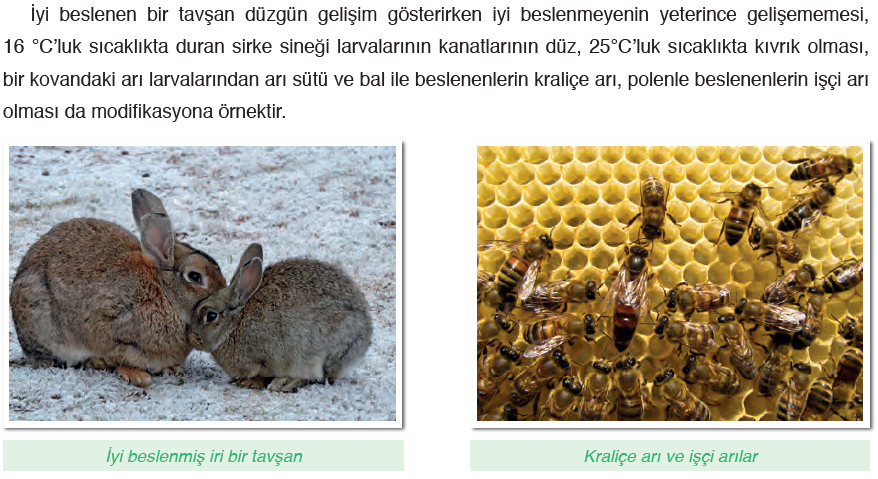 İyi beslenen bir tavşan düzgün gelişim gösterirken iyi beslenmeyenin yeterince gelişememesi,
16 °C’luk sıcaklıkta duran sirke sineği larvalarının kanatlarının düz, 25°C’luk sıcaklıkta kıvrık olması,
bir kovandaki arı larvalarından arı sütü ve bal ile beslenenlerin kraliçe arı, polenle beslenenlerin işçi arı
olması da modifikasyona örnektir.
İyi beslenmiş iri bir tavşan
Kraliçe arı ve işçi arılar